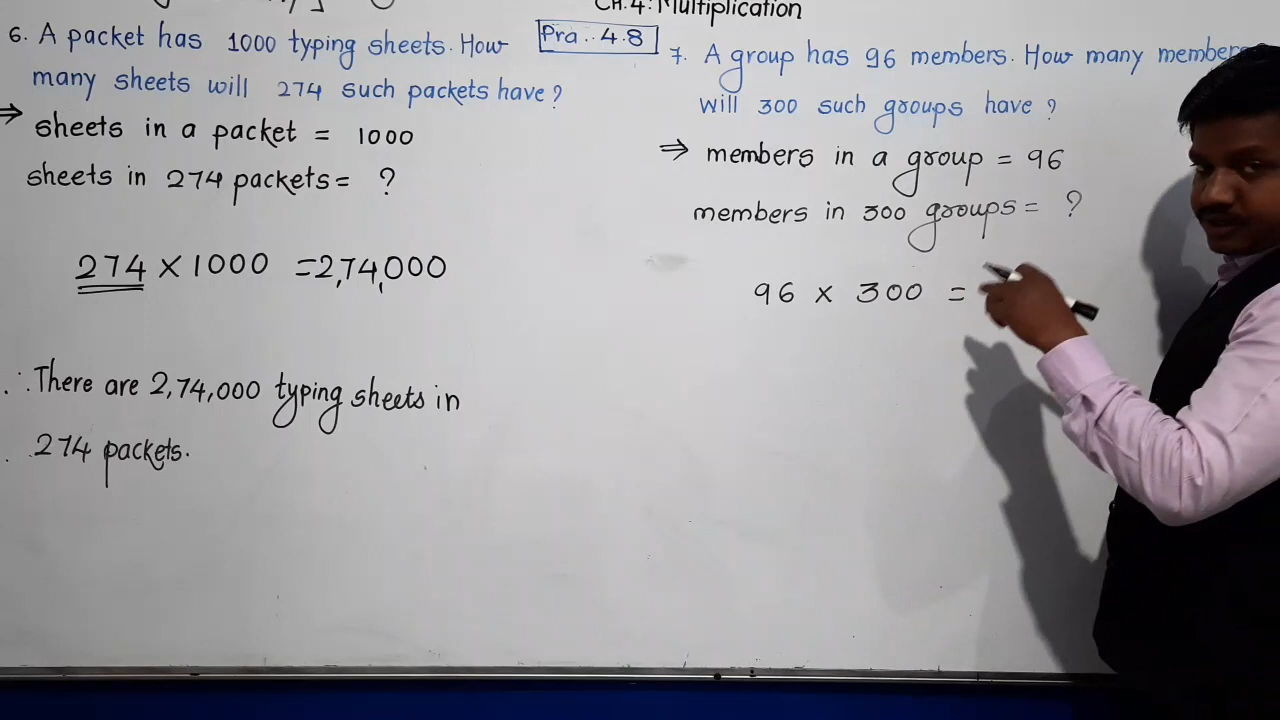 CH.4: Multiplication
Pra.. 4.8
6. A packet has 1000 typing sheets. How
many sheets will 274 such packets have?
⇒ sheets in a packet = 1000
sheets in 274 packets = ?
274 × 1000 = 2,74,000
∴ There are 2,74,000 typing sheets in
274 packets.
7. A group has 96 members. How many member
will 300 such groups have?
⇒ members in a group = 96
members in 300 groups = ?
96 × 300 =